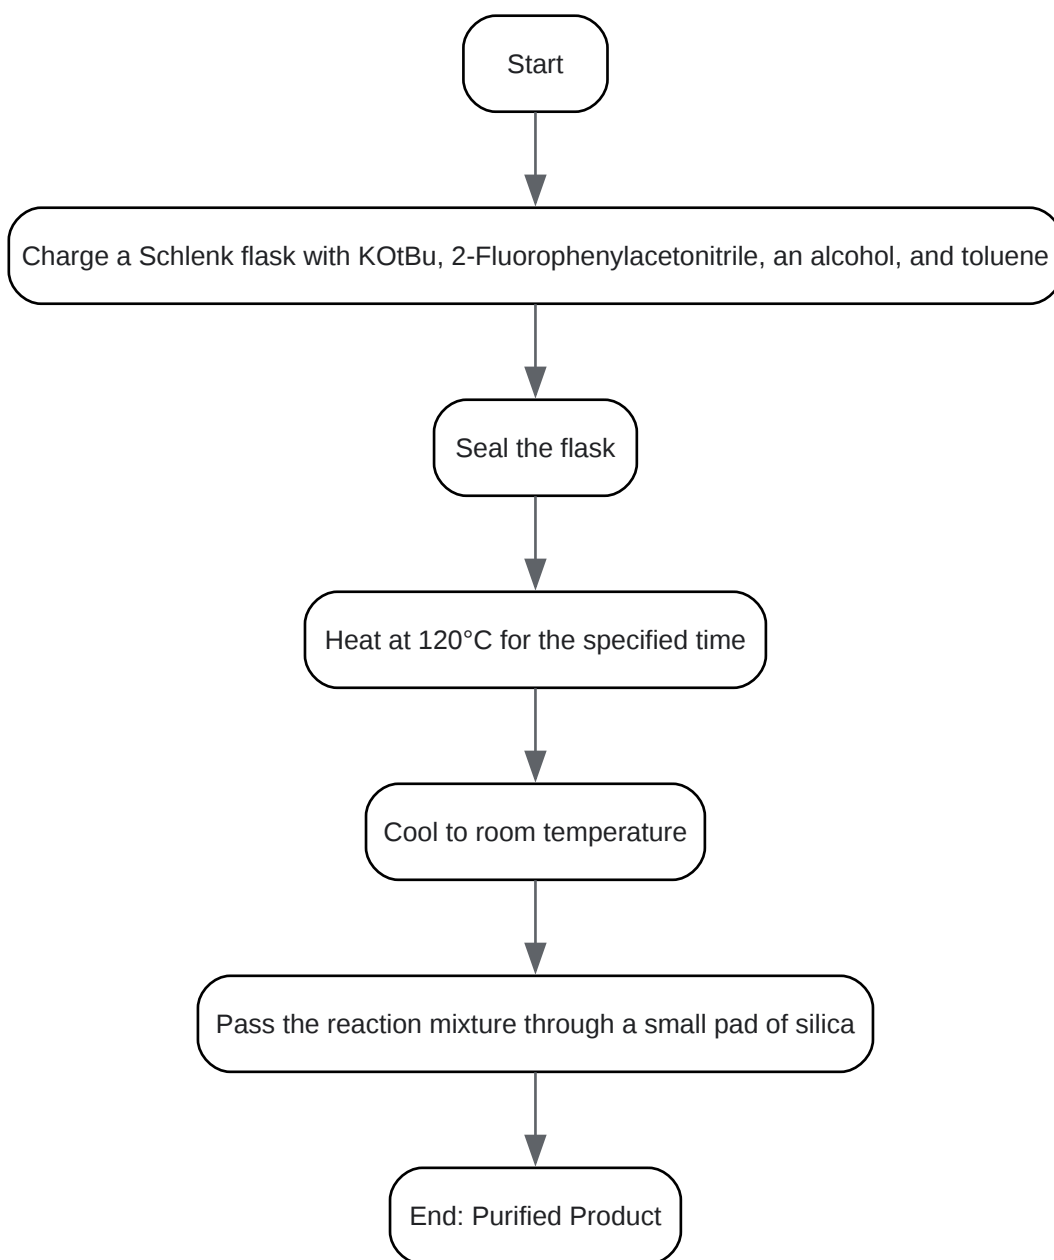 Start
Charge a Schlenk flask with KOtBu, 2-Fluorophenylacetonitrile, an alcohol, and toluene
Seal the flask
Heat at 120°C for the specified time
Cool to room temperature
Pass the reaction mixture through a small pad of silica
End: Purified Product